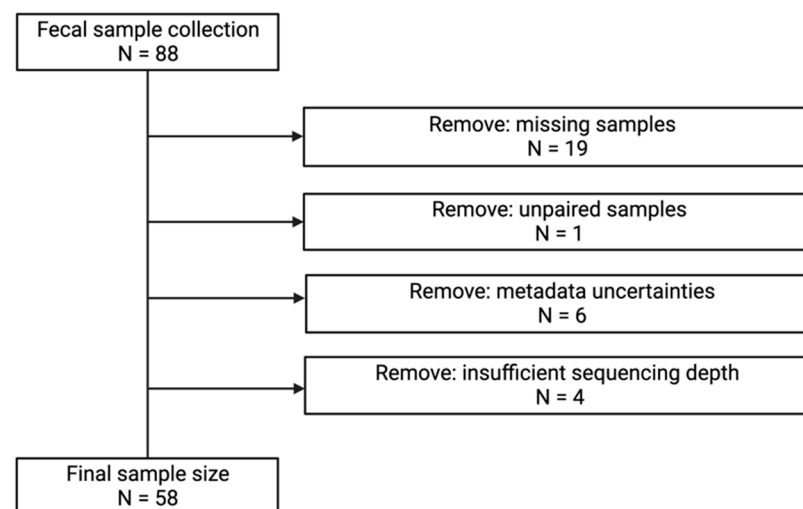 Fecal sample collection
N = 88
Remove: missing samples
N = 19
Remove: unpaired samples
N = 1
Remove: metadata uncertainties
N = 6
Remove: insufficient sequencing depth
N = 4
Final sample size
N = 58